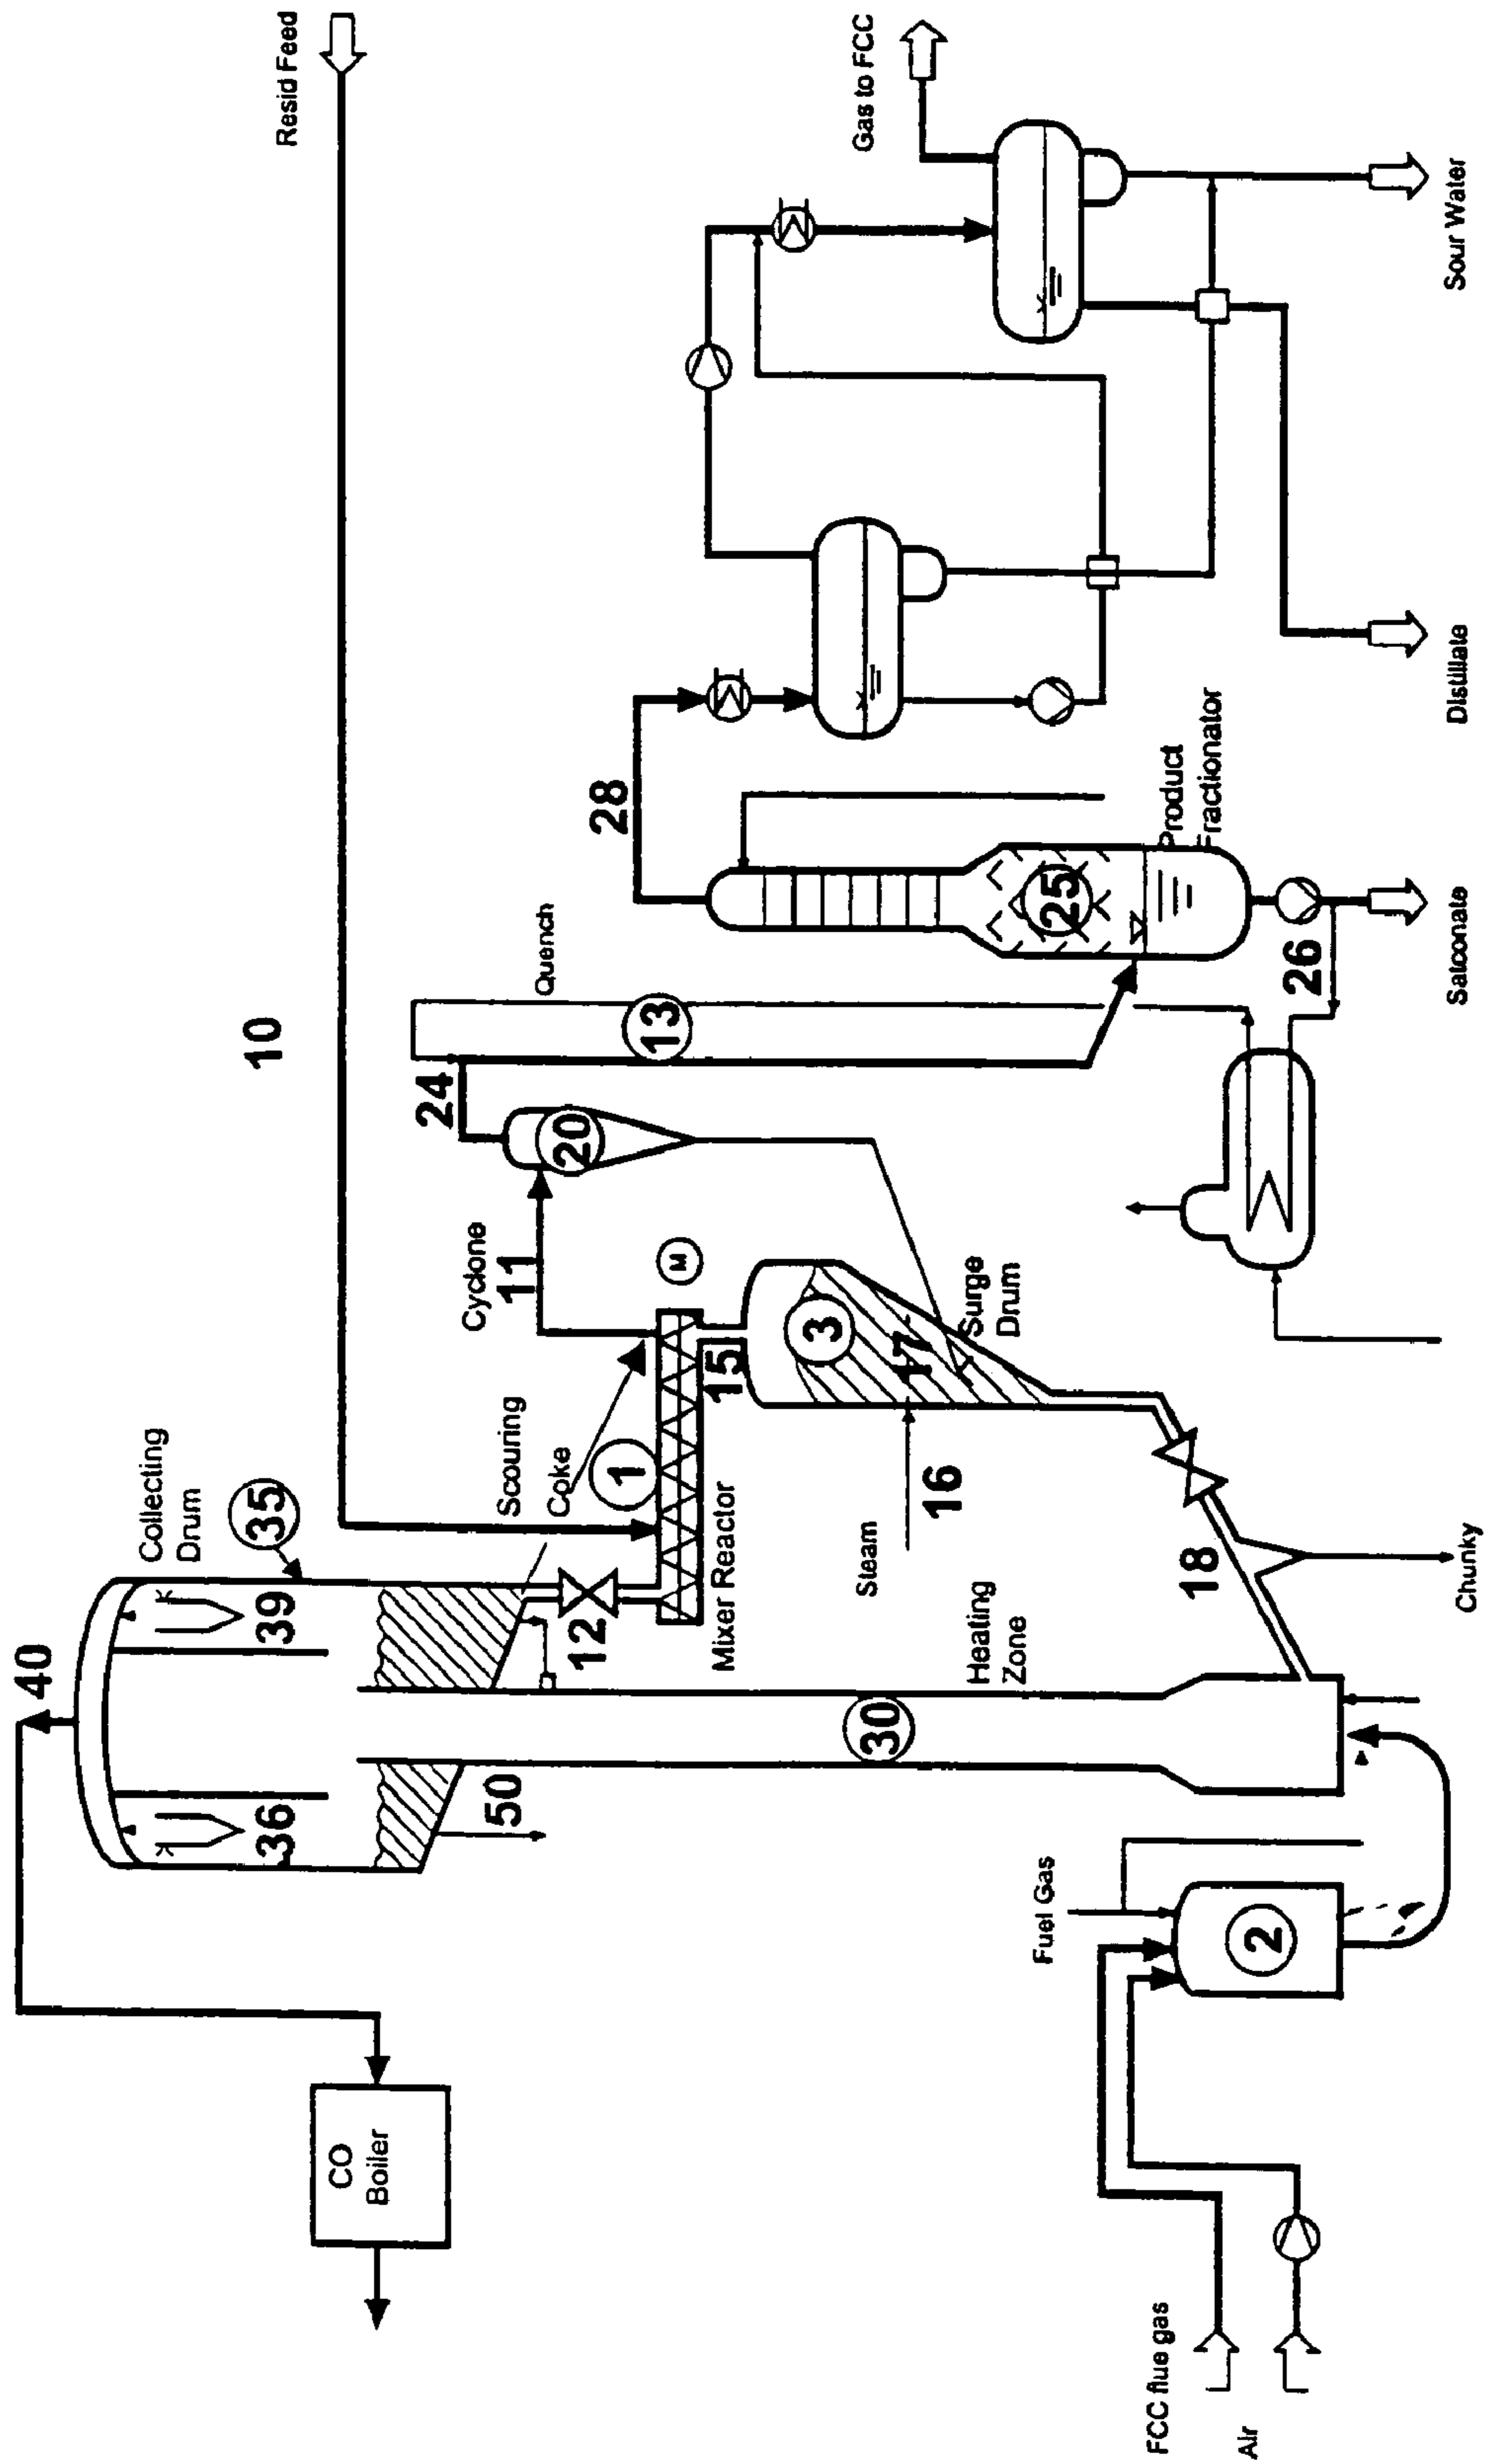 40
Collecting
Drum
35
39
36
10
Resid Feed
CO
Boiler
24
Quench
Cyclone
11
Scouring
Coke
50
20
12
1
28
13
15
M
Mixer Reactor
3
Gas to FCC
Steam
17
16
30
Heating
Zone
Surge
Drum
25
Fuel Gas
Product
Fractionator
18
2
26
FCC flue gas
Air
Chunky
Satconate
Distillate
Sour Water